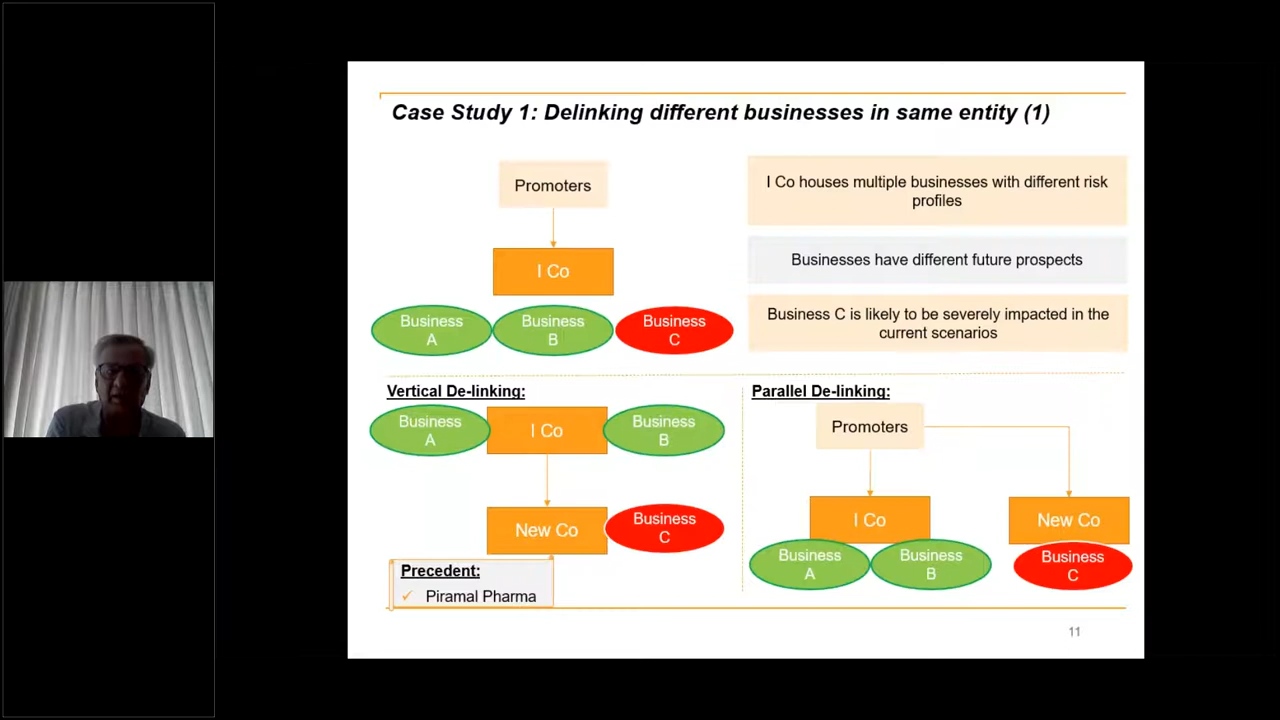 Case Study 1: Delinking different businesses in same entity (1)
Promoters
I Co
Business
A
Business
B
Business
C
I Co houses multiple businesses with different risk
profiles
Businesses have different future prospects
Business C is likely to be severely impacted in the
current scenarios
Vertical De-linking:
Business
A
I Co
Business
B
New Co
Business
C
Precedent:
✓ Piramal Pharma
Parallel De-linking:
Promoters
I Co
New Co
Business
A
Business
B
Business
C
11